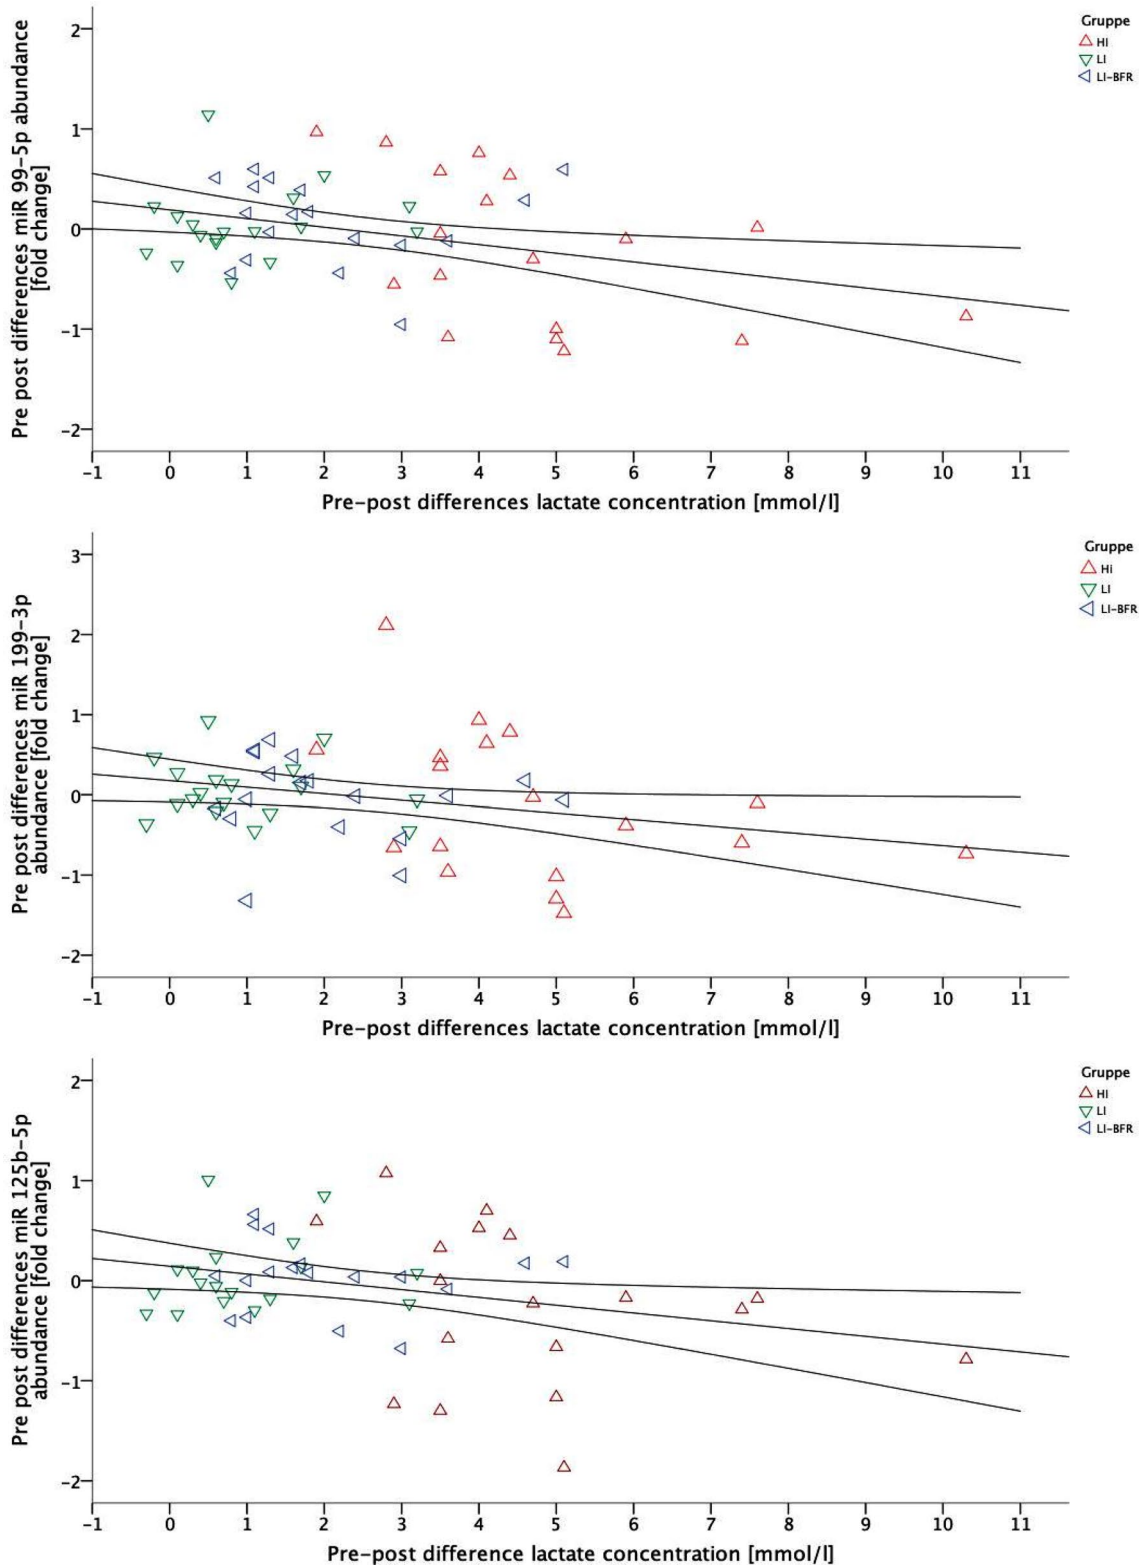 Pre post differences miR 99-5p abundance
[fold change]
2
1
0
-1
-2
-1 0 1 2 3 4 5 6 7 8 9 10 11
Pre-post differences lactate concentration [mmol/l]
Gruppe
HI
LI
LI-BFR
Pre post differences miR 199-3p
abundance [fold change]
3
2
1
0
-1
-2
-1 0 1 2 3 4 5 6 7 8 9 10 11
Pre-post differences lactate concentration [mmol/l]
Gruppe
Hi
LI
LI-BFR
Pre post differences miR 125b-5p
abundance [fold change]
2
1
0
-1
-2
-1 0 1 2 3 4 5 6 7 8 9 10 11
Pre-post difference lactate concentration [mmol/l]
Gruppe
HI
LI
LI-BFR